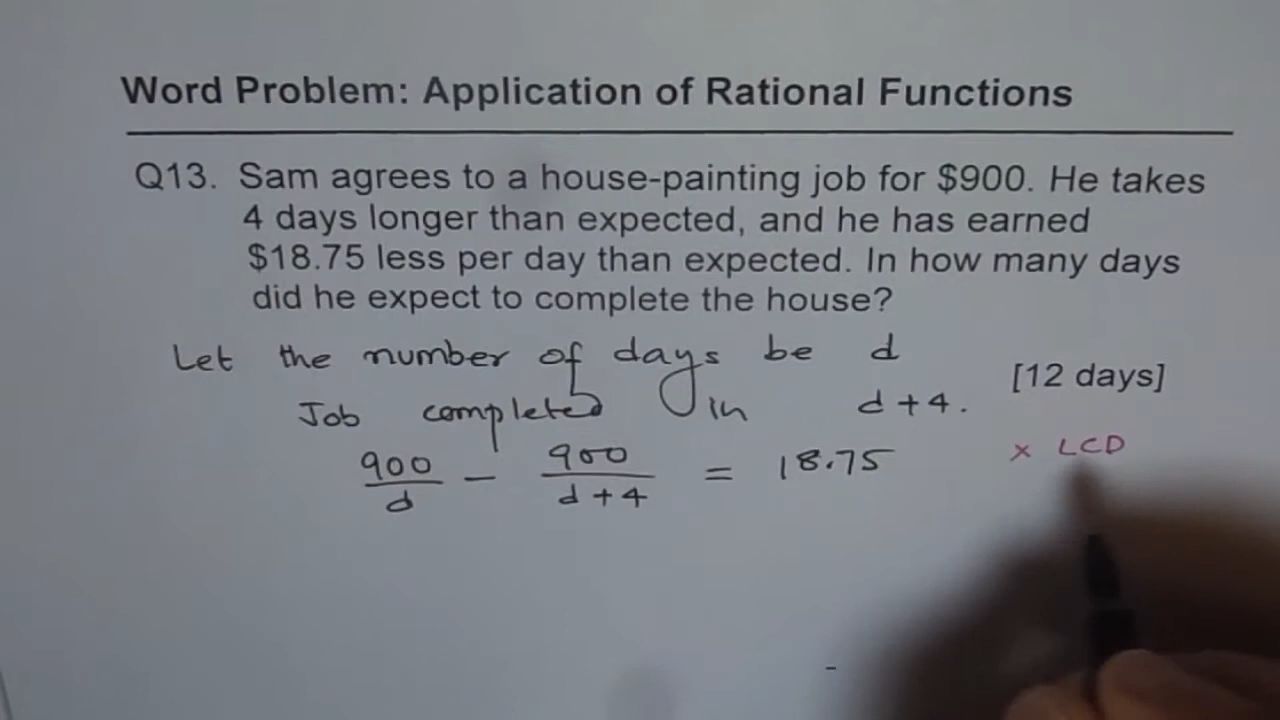 Word Problem: Application of Rational Functions
Q13. Sam agrees to a house-painting job for $900. He takes
4 days longer than expected, and he has earned
$18.75 less per day than expected. In how many days
did he expect to complete the house?
Let the number of days be d
[12 days]
Job completed in d+4.
900/d - 900/d+4 = 18.75
× LCD